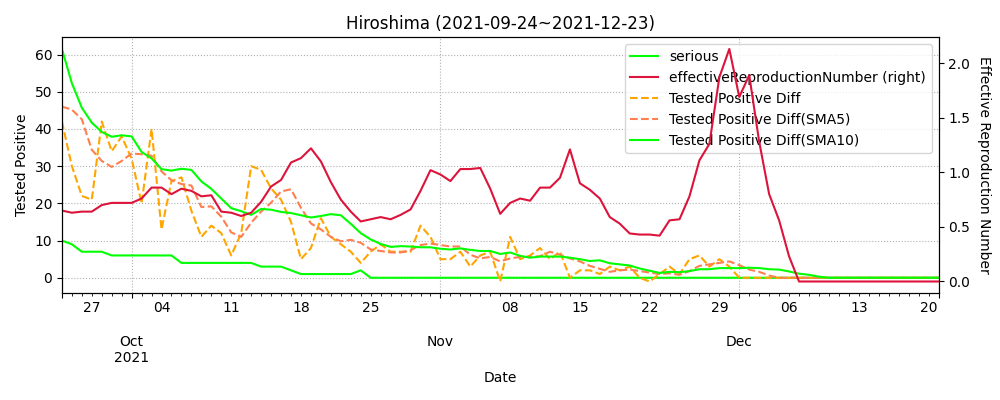 Hiroshima (2021-09-24~2021-12-23)
60
50
40
30
20
10
0
Tested Positive
2.0
1.5
1.0
0.5
0.0
Effective Reproduction Number
serious
effectiveReproductionNumber (right)
Tested Positive Diff
Tested Positive Diff(SMA5)
Tested Positive Diff(SMA10)
27 04 11 18 25 08 15 22 29 06 13 20
Oct Nov Dec
2021
Date